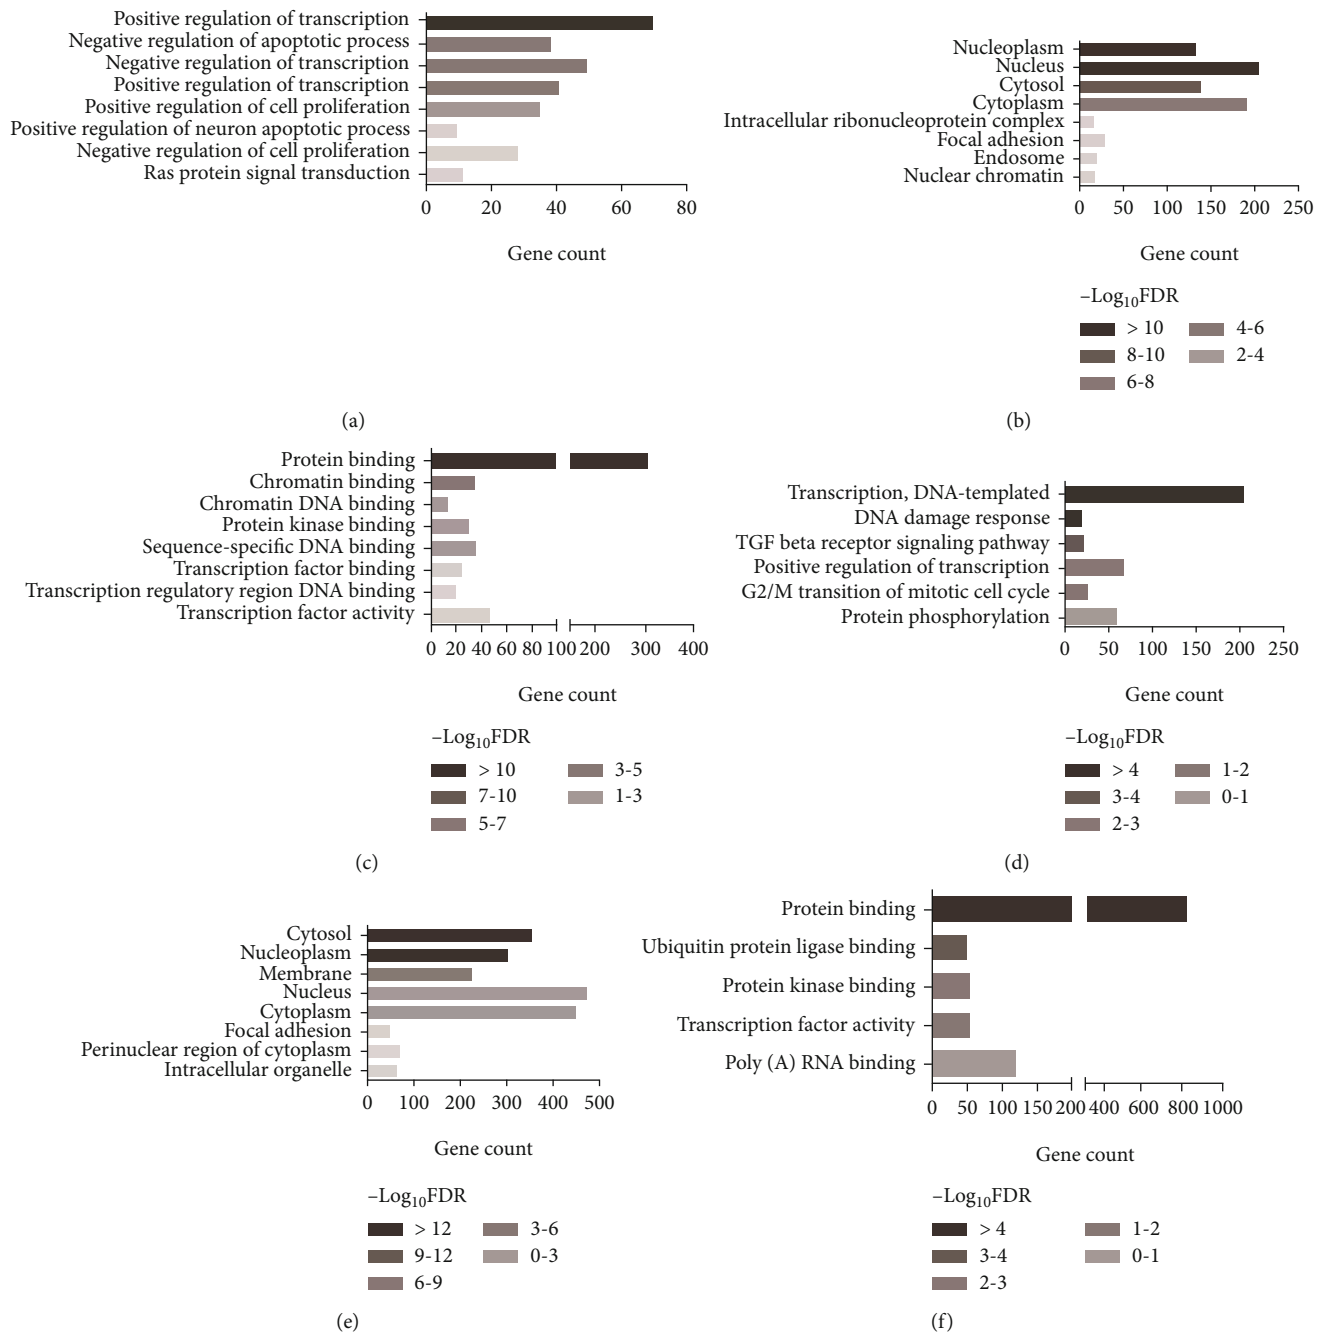 Positive regulation of transcription
Negative regulation of apoptotic process
Negative regulation of transcription
Positive regulation of transcription
Positive regulation of cell proliferation
Positive regulation of neuron apoptotic process
Negative regulation of cell proliferation
Ras protein signal transduction
0 20 40 60 80
Gene count
(a)
Nucleoplasm
Nucleus
Cytosol
Cytoplasm
Intracellular ribonucleoprotein complex
Focal adhesion
Endosome
Nuclear chromatin
0 50 100 150 200 250
Gene count
–Log10FDR
> 10 4-6
8-10 2-4
6-8
(b)
Protein binding
Chromatin binding
Chromatin DNA binding
Protein kinase binding
Sequence-specific DNA binding
Transcription factor binding
Transcription regulatory region DNA binding
Transcription factor activity
0 20 40 60 80 100 200 300 400
Gene count
–Log10FDR
> 10 3-5
7-10 1-3
5-7
(c)
Transcription, DNA-templated
DNA damage response
TGF beta receptor signaling pathway
Positive regulation of transcription
G2/M transition of mitotic cell cycle
Protein phosphorylation
0 50 100 150 200 250
Gene count
–Log10FDR
> 4 1-2
3-4 0-1
2-3
(d)
Cytosol
Nucleoplasm
Membrane
Nucleus
Cytoplasm
Focal adhesion
Perinuclear region of cytoplasm
Intracellular organelle
0 100 200 300 400 500
Gene count
–Log10FDR
> 12 3-6
9-12 0-3
6-9
(e)
Protein binding
Ubiquitin protein ligase binding
Protein kinase binding
Transcription factor activity
Poly (A) RNA binding
0 50 100 150 200 400 600 800 1000
Gene count
–Log10FDR
> 4 1-2
3-4 0-1
2-3
(f)